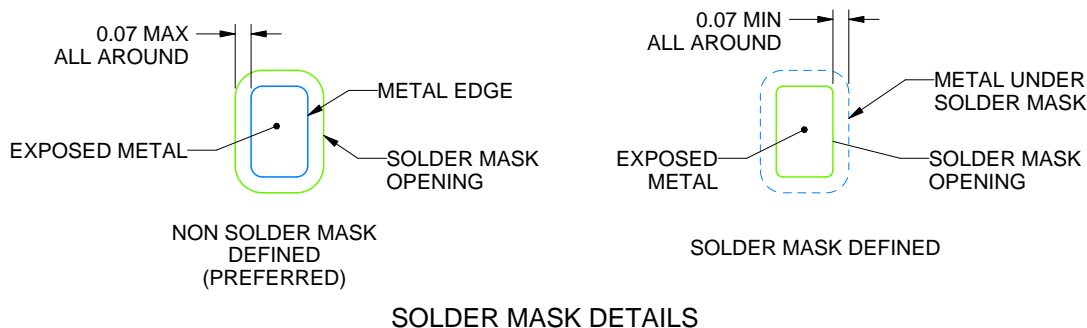 0.07 MAX
ALL AROUND
METAL EDGE
EXPOSED METAL
SOLDER MASK
OPENING
NON SOLDER MASK
DEFINED
(PREFERRED)
0.07 MIN
ALL AROUND
METAL UNDER
SOLDER MASK
EXPOSED
METAL
SOLDER MASK
OPENING
SOLDER MASK DEFINED
SOLDER MASK DETAILS